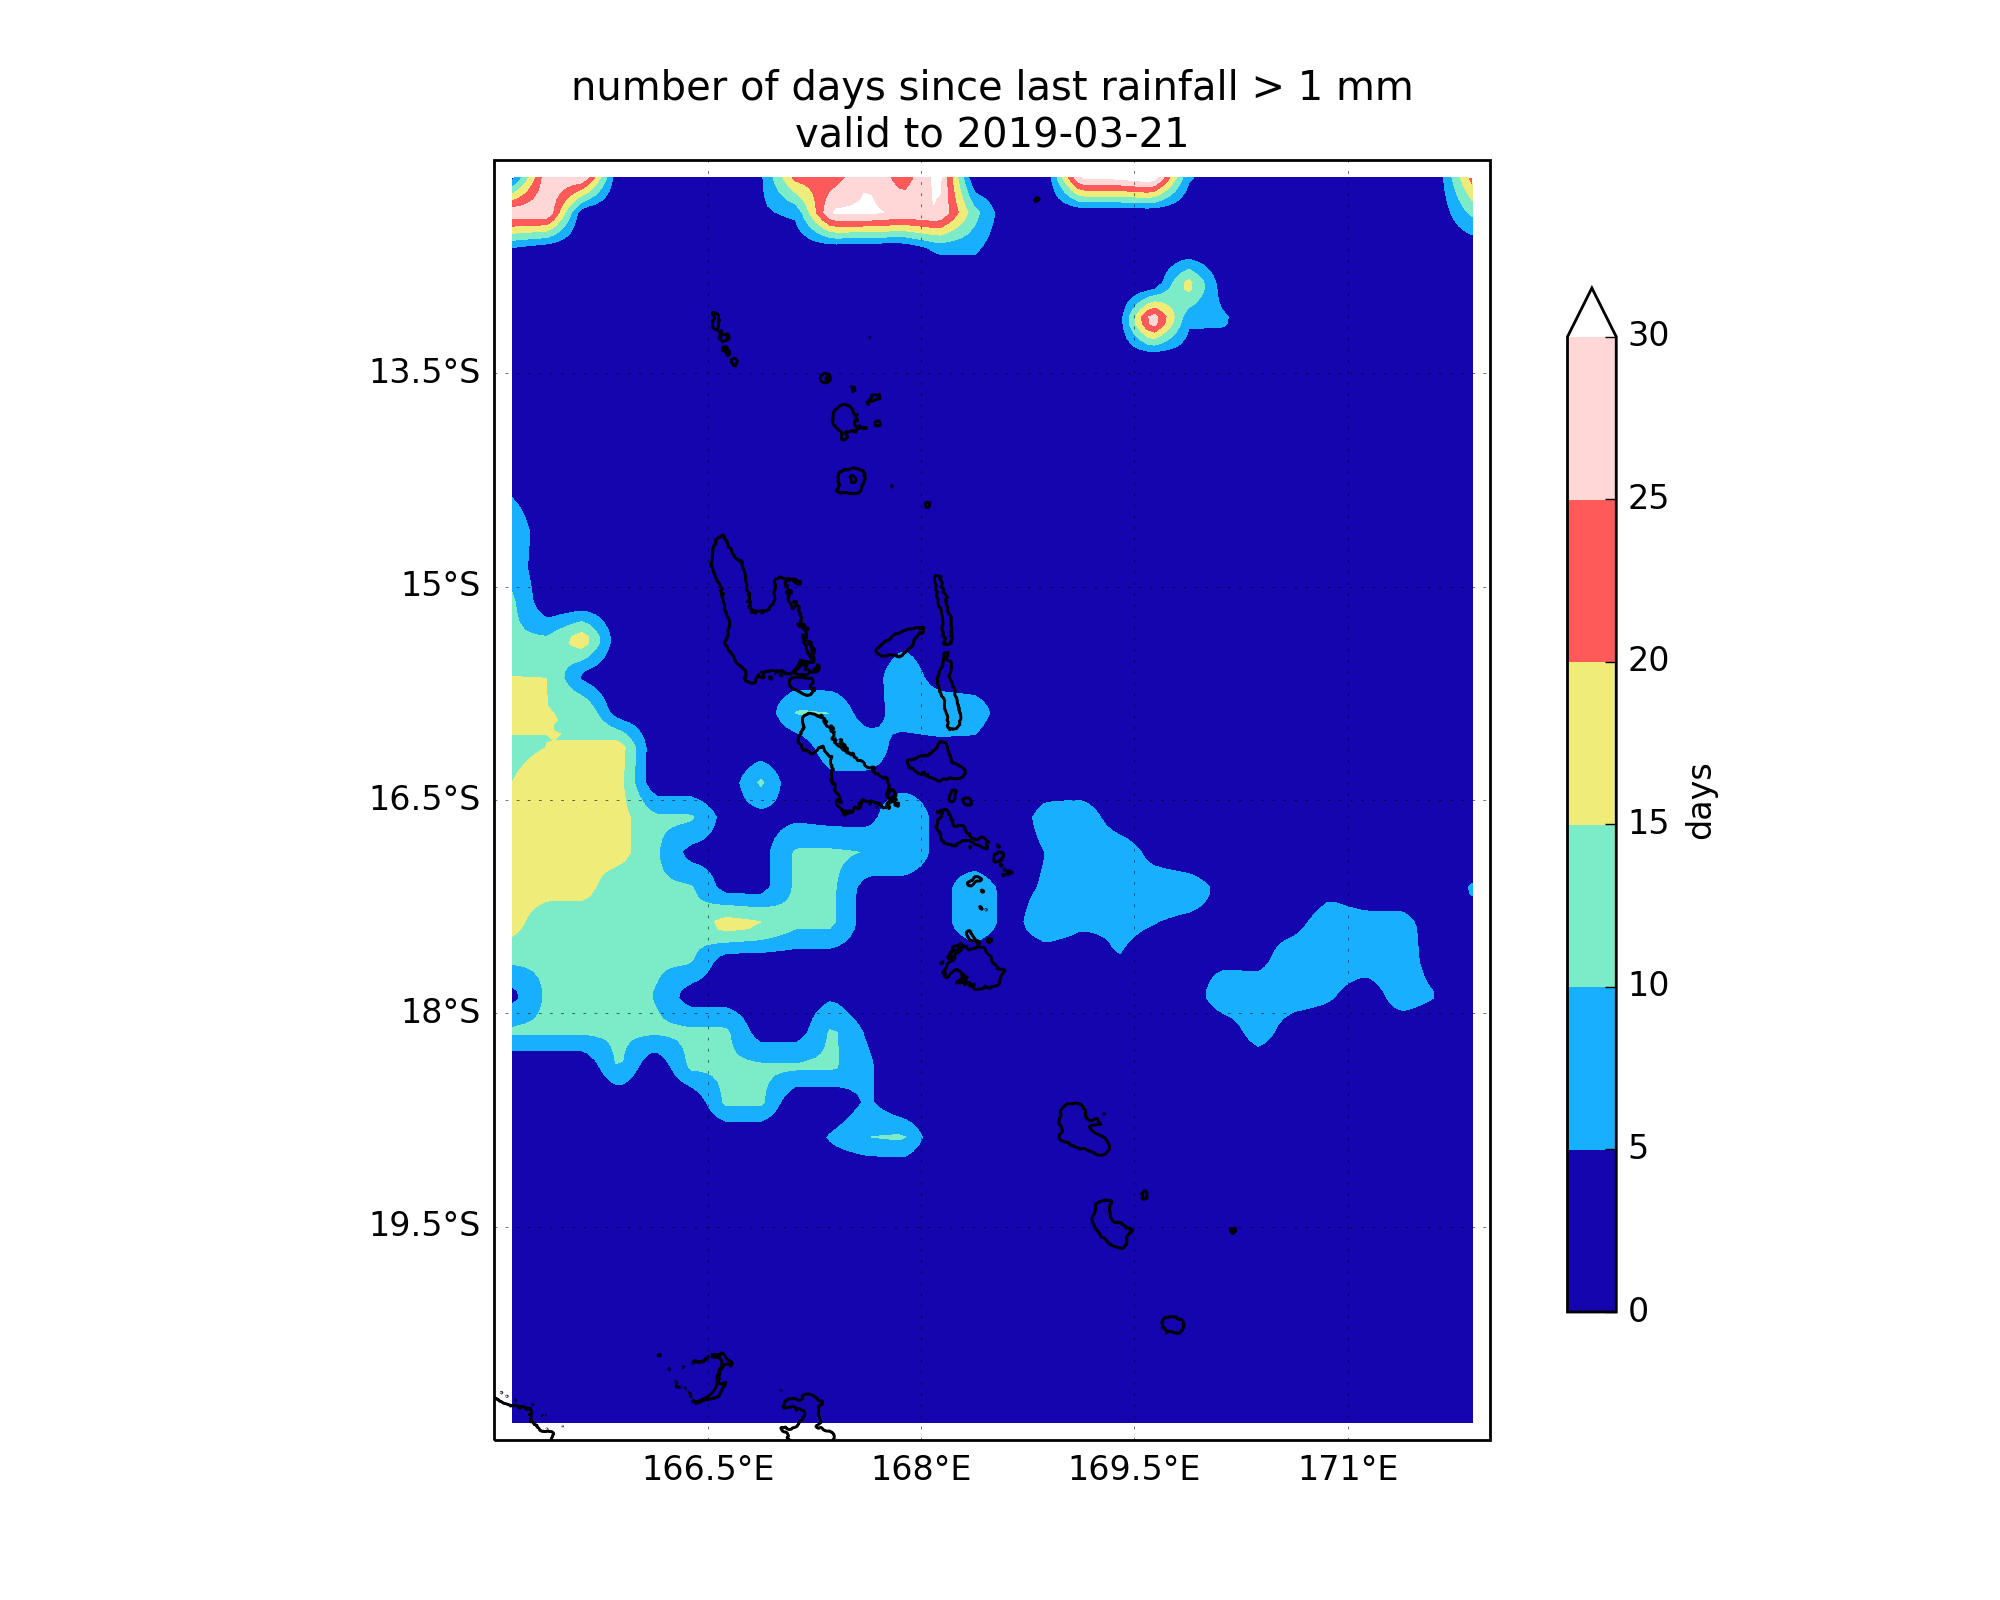 number of days since last rainfall > 1 mm
valid to 2019-03-21
13.5°S
15°S
16.5°S
18°S
19.5°S
166.5°E
168°E
169.5°E
171°E
30
25
20
15
10
5
0
days